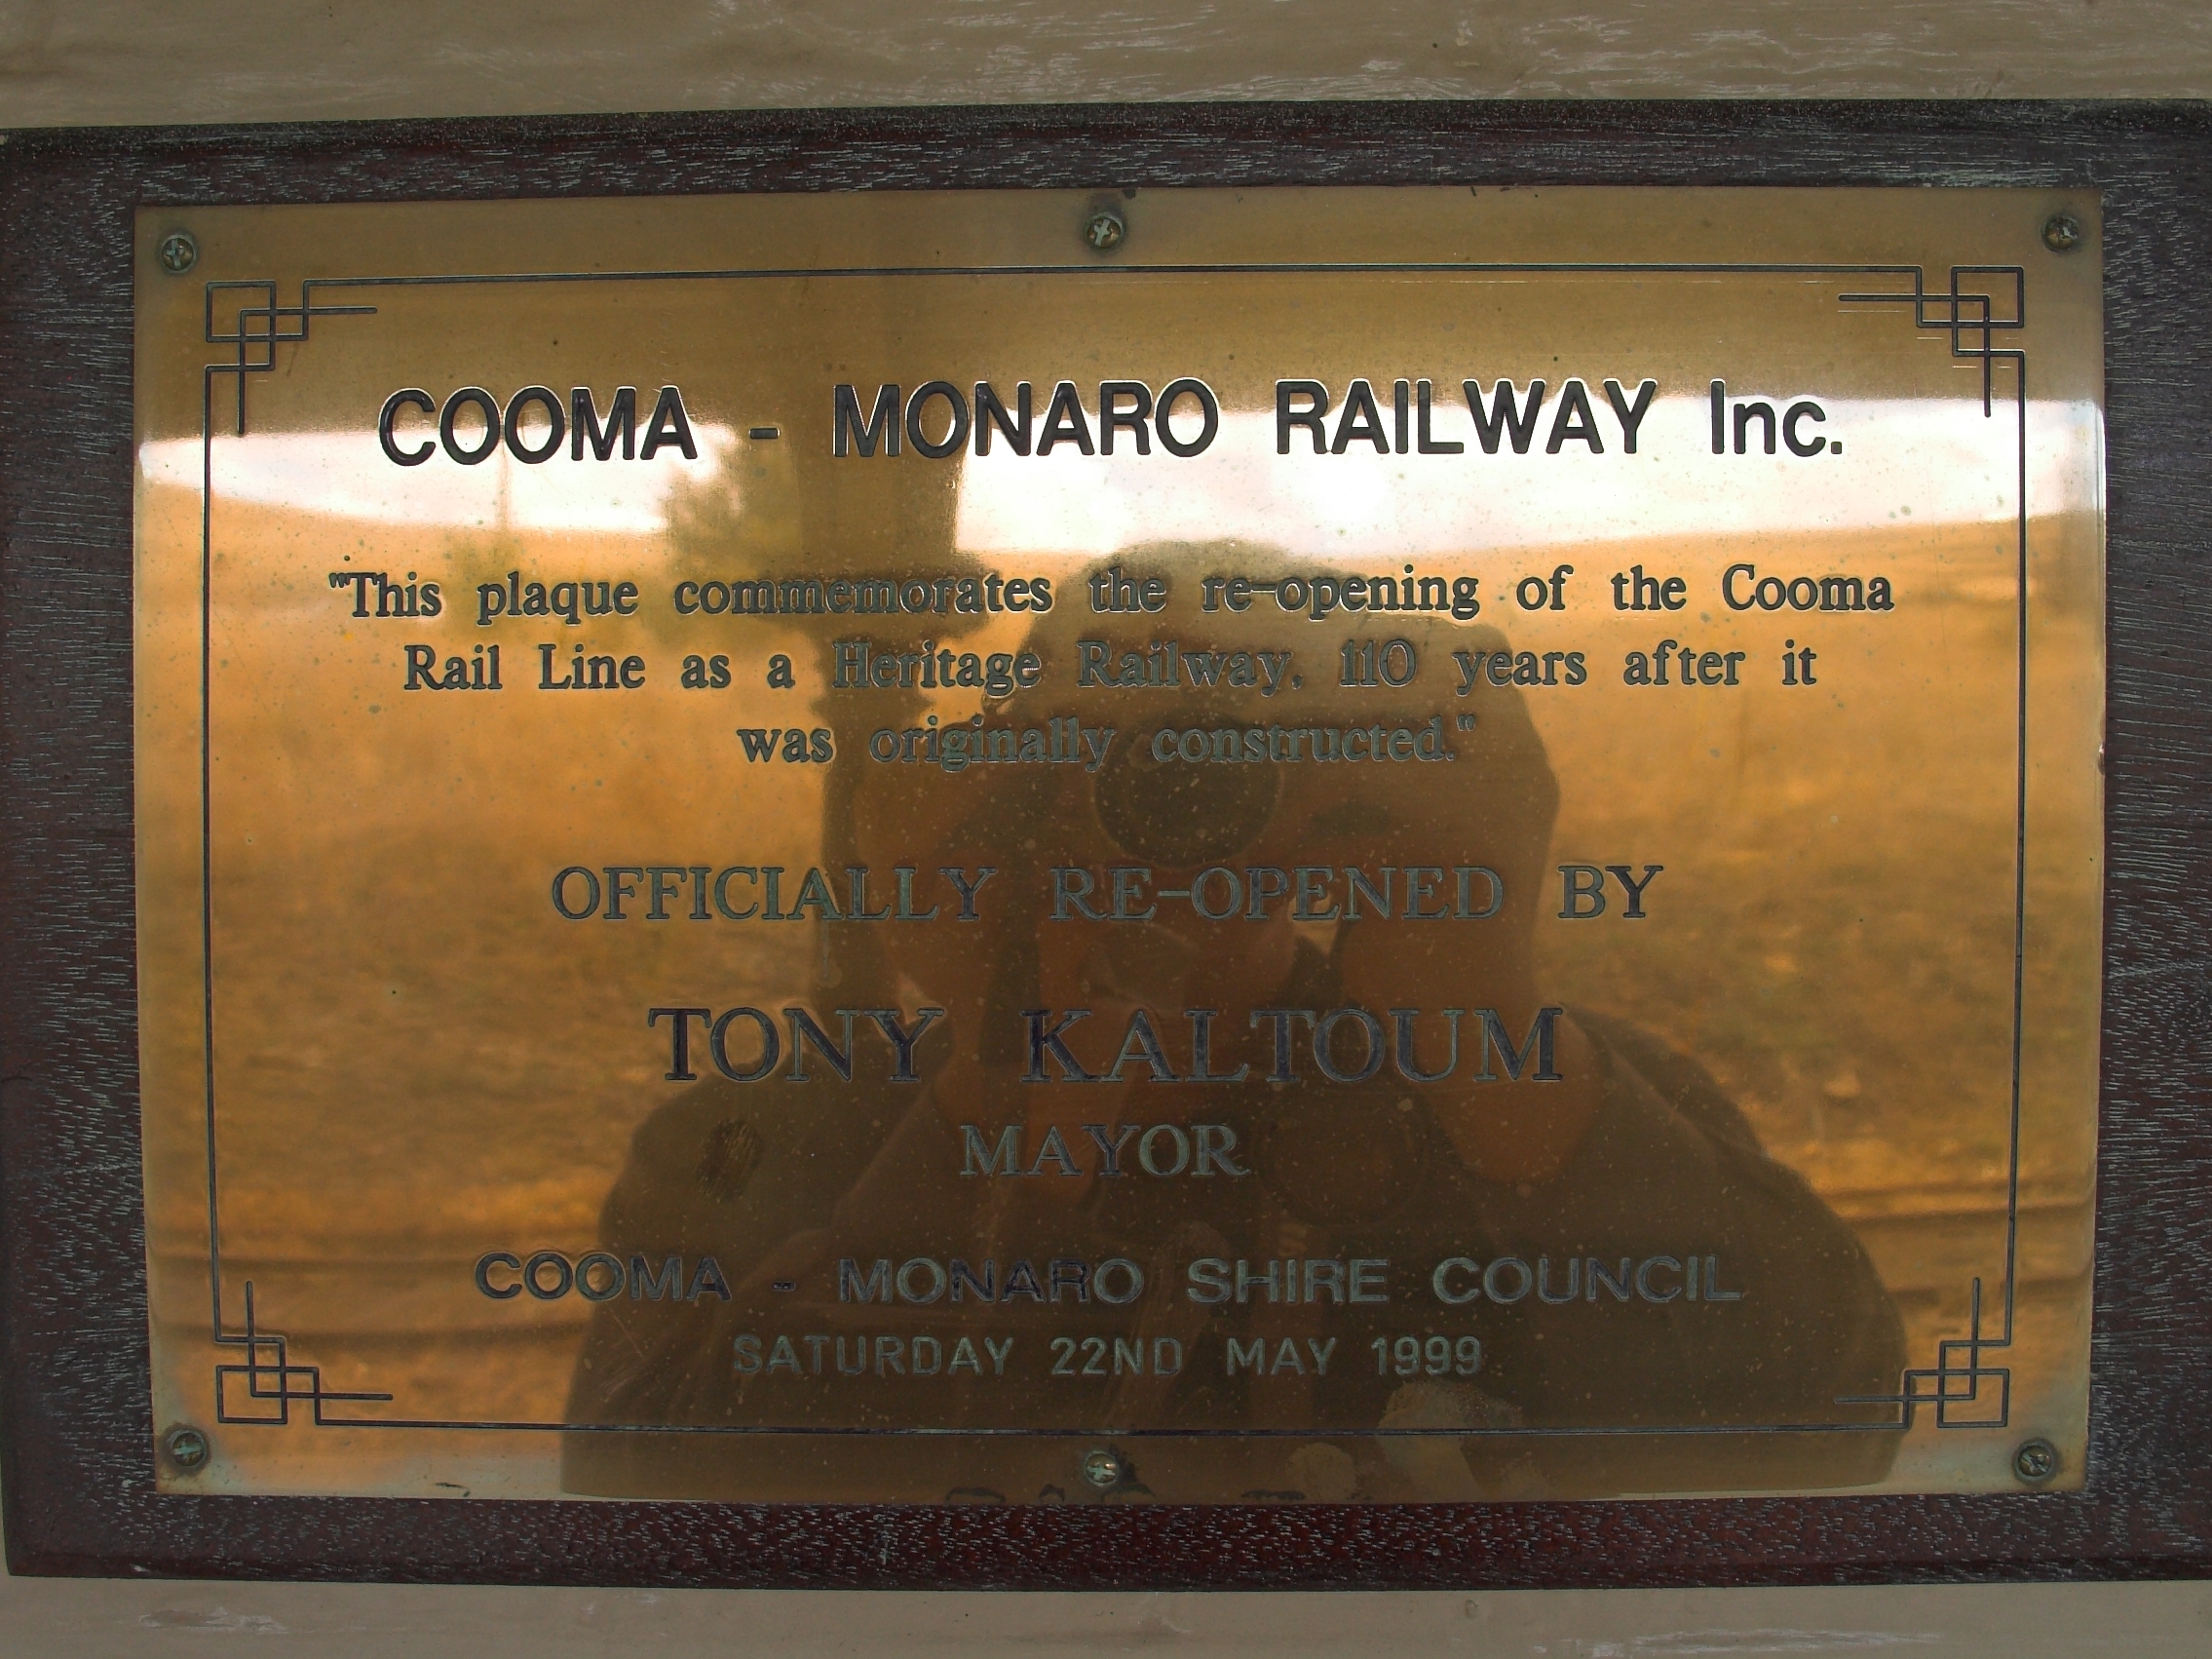 COOMA - MONARO RAILWAY Inc.
"This plaque commemorates the re-opening of the Cooma
Rail Line as a Heritage Railway, 110 years after it
was originally constructed."
OFFICIALLY RE-OPENED BY
TONY KALTOUM
MAYOR
COOMA - MONARO SHIRE COUNCIL
SATURDAY 22ND MAY 1999